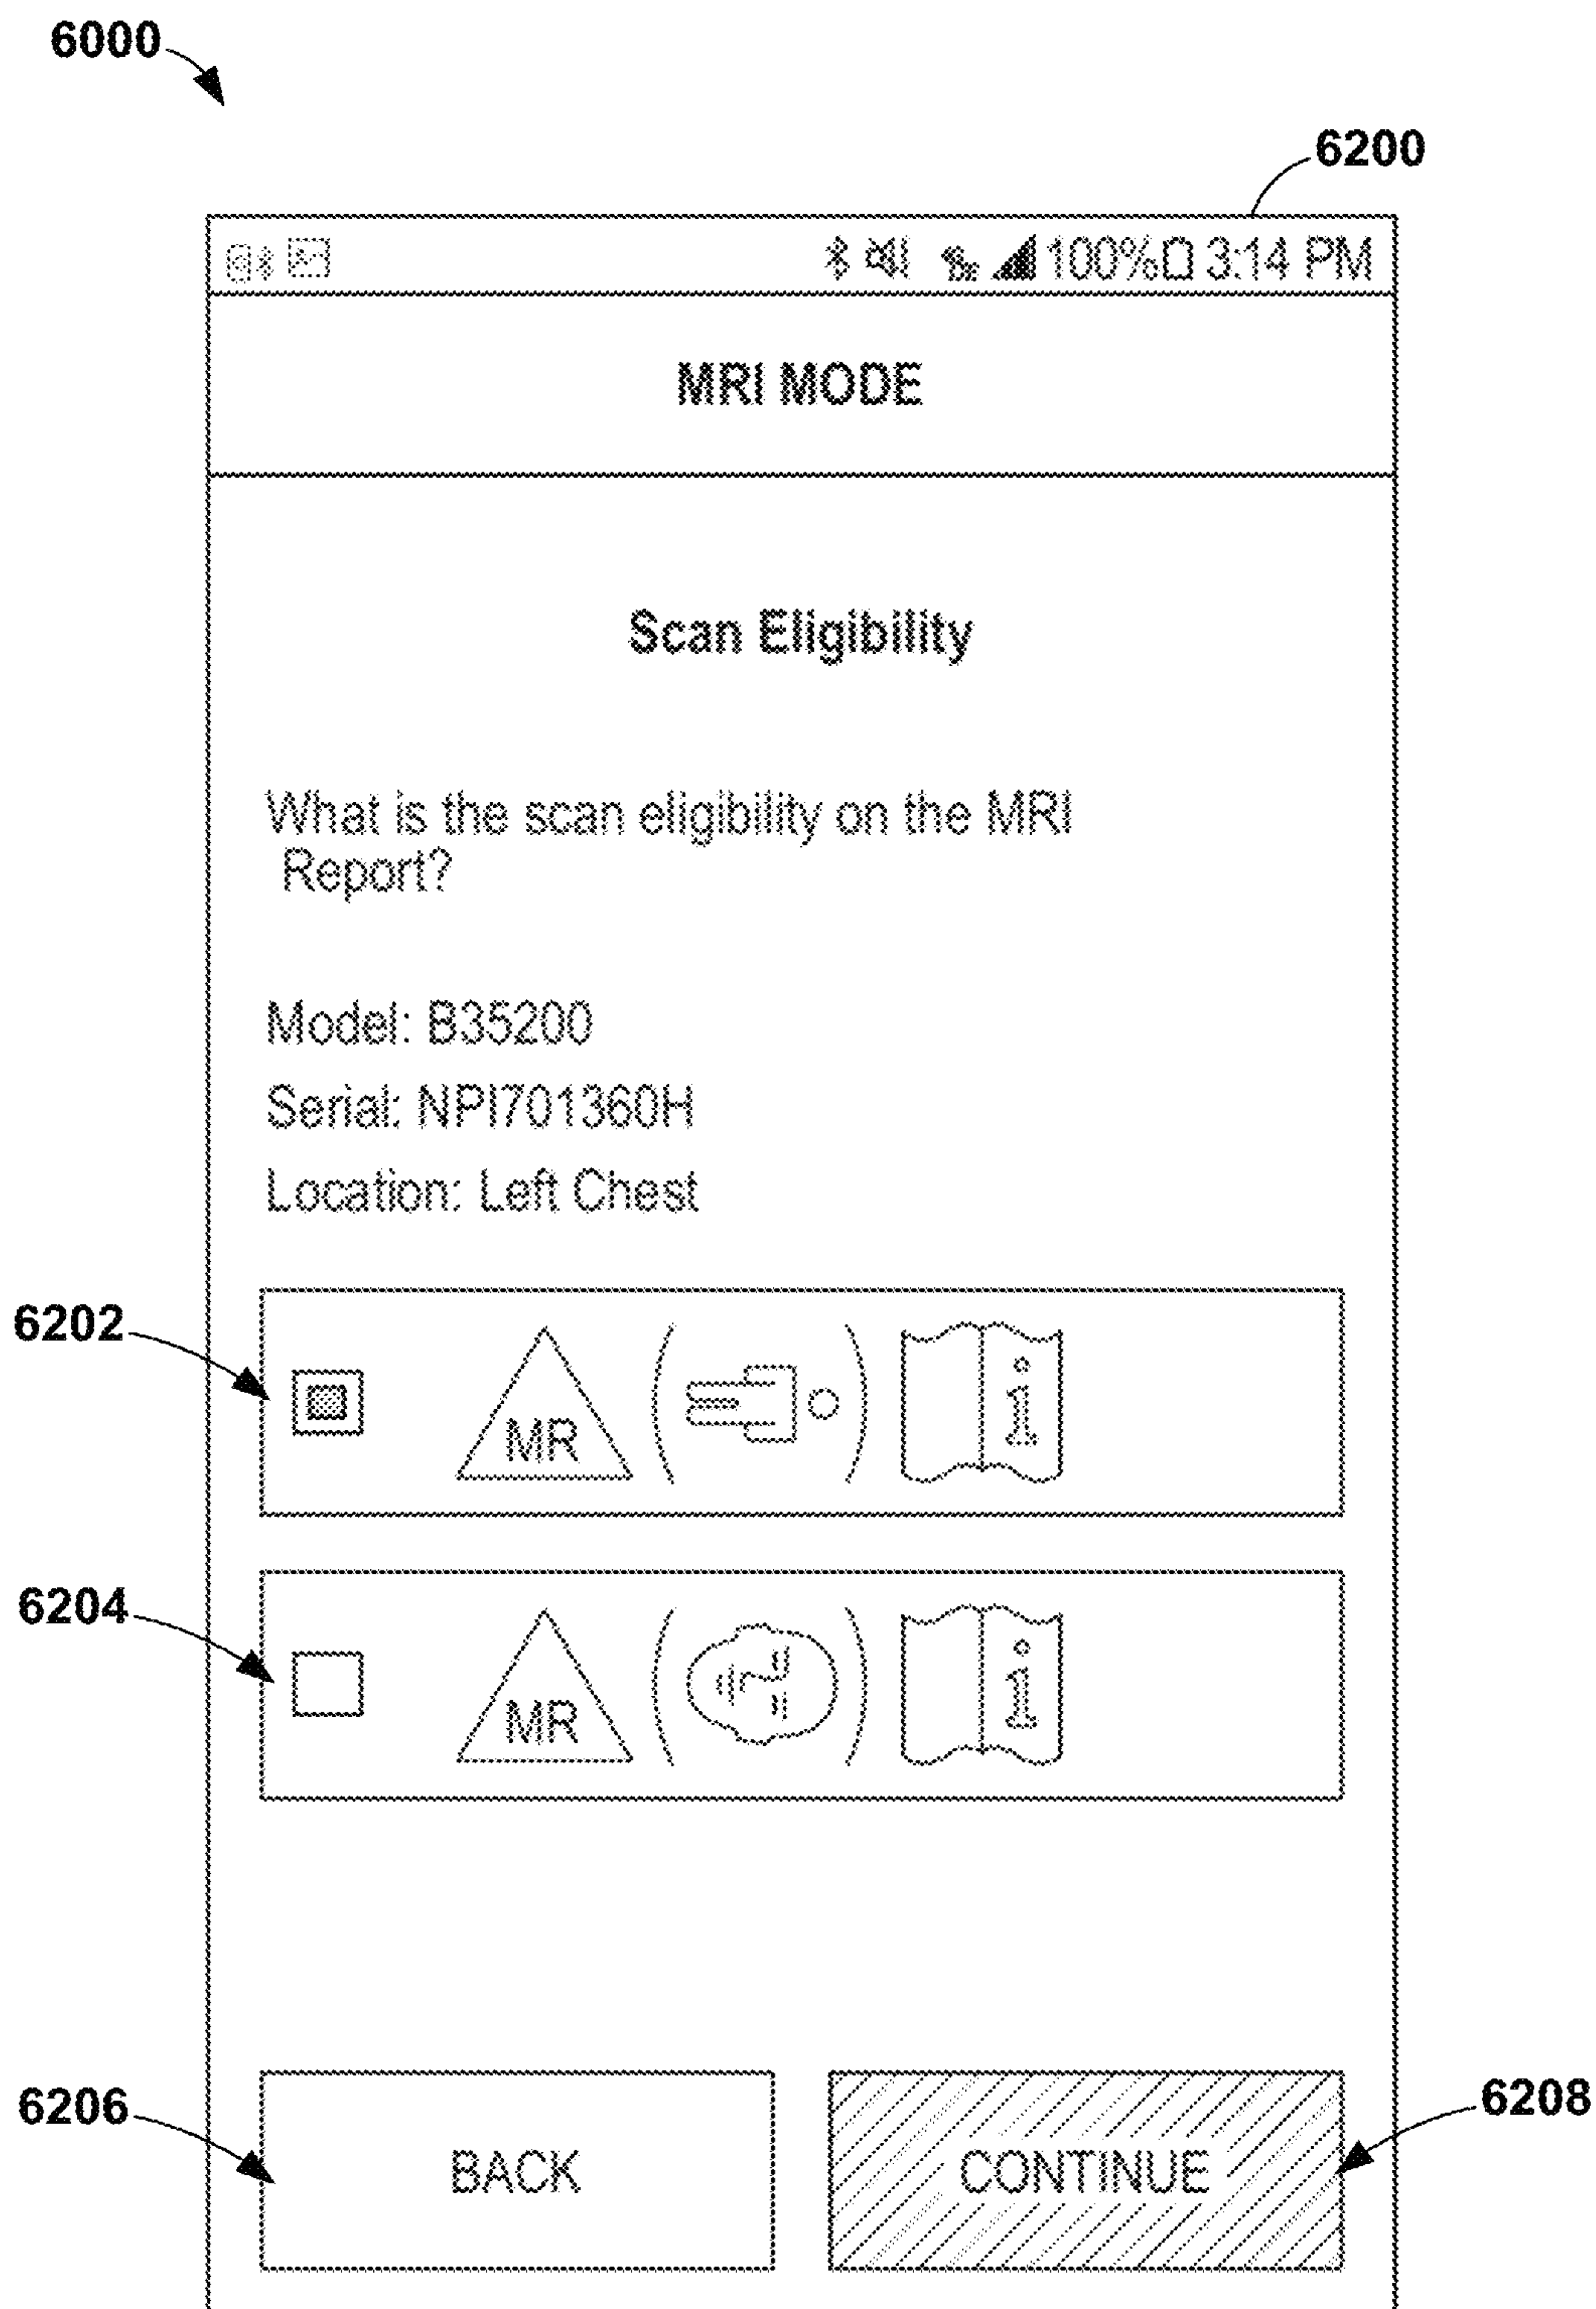 6000
6200
100% 3:14 PM
MRI MODE
Scan Eligibility
What is the scan eligibility on the MRI
Report?
Model: B35200
Serial: NPI701360H
Location: Left Chest
6202
MR i
6204
MR i
6206
BACK
CONTINUE
6208